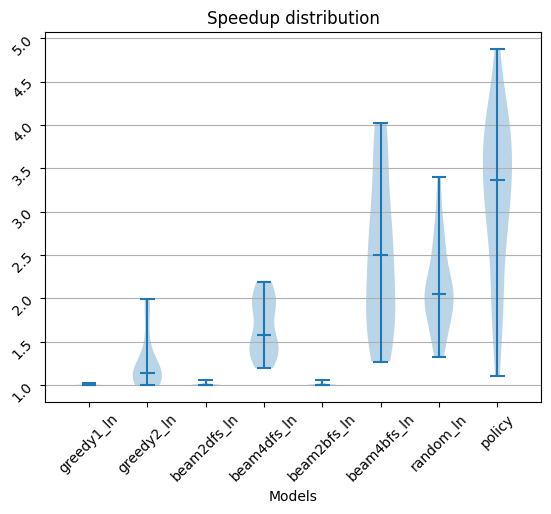 Speedup distribution
5.0
4.5
4.0
3.5
3.0
2.5
2.0
1.5
1.0
greedy1_ln
greedy2_ln
beam2dfs_ln
beam4dfs_ln
beam2bfs_ln
beam4bfs_ln
random_ln
policy
Models